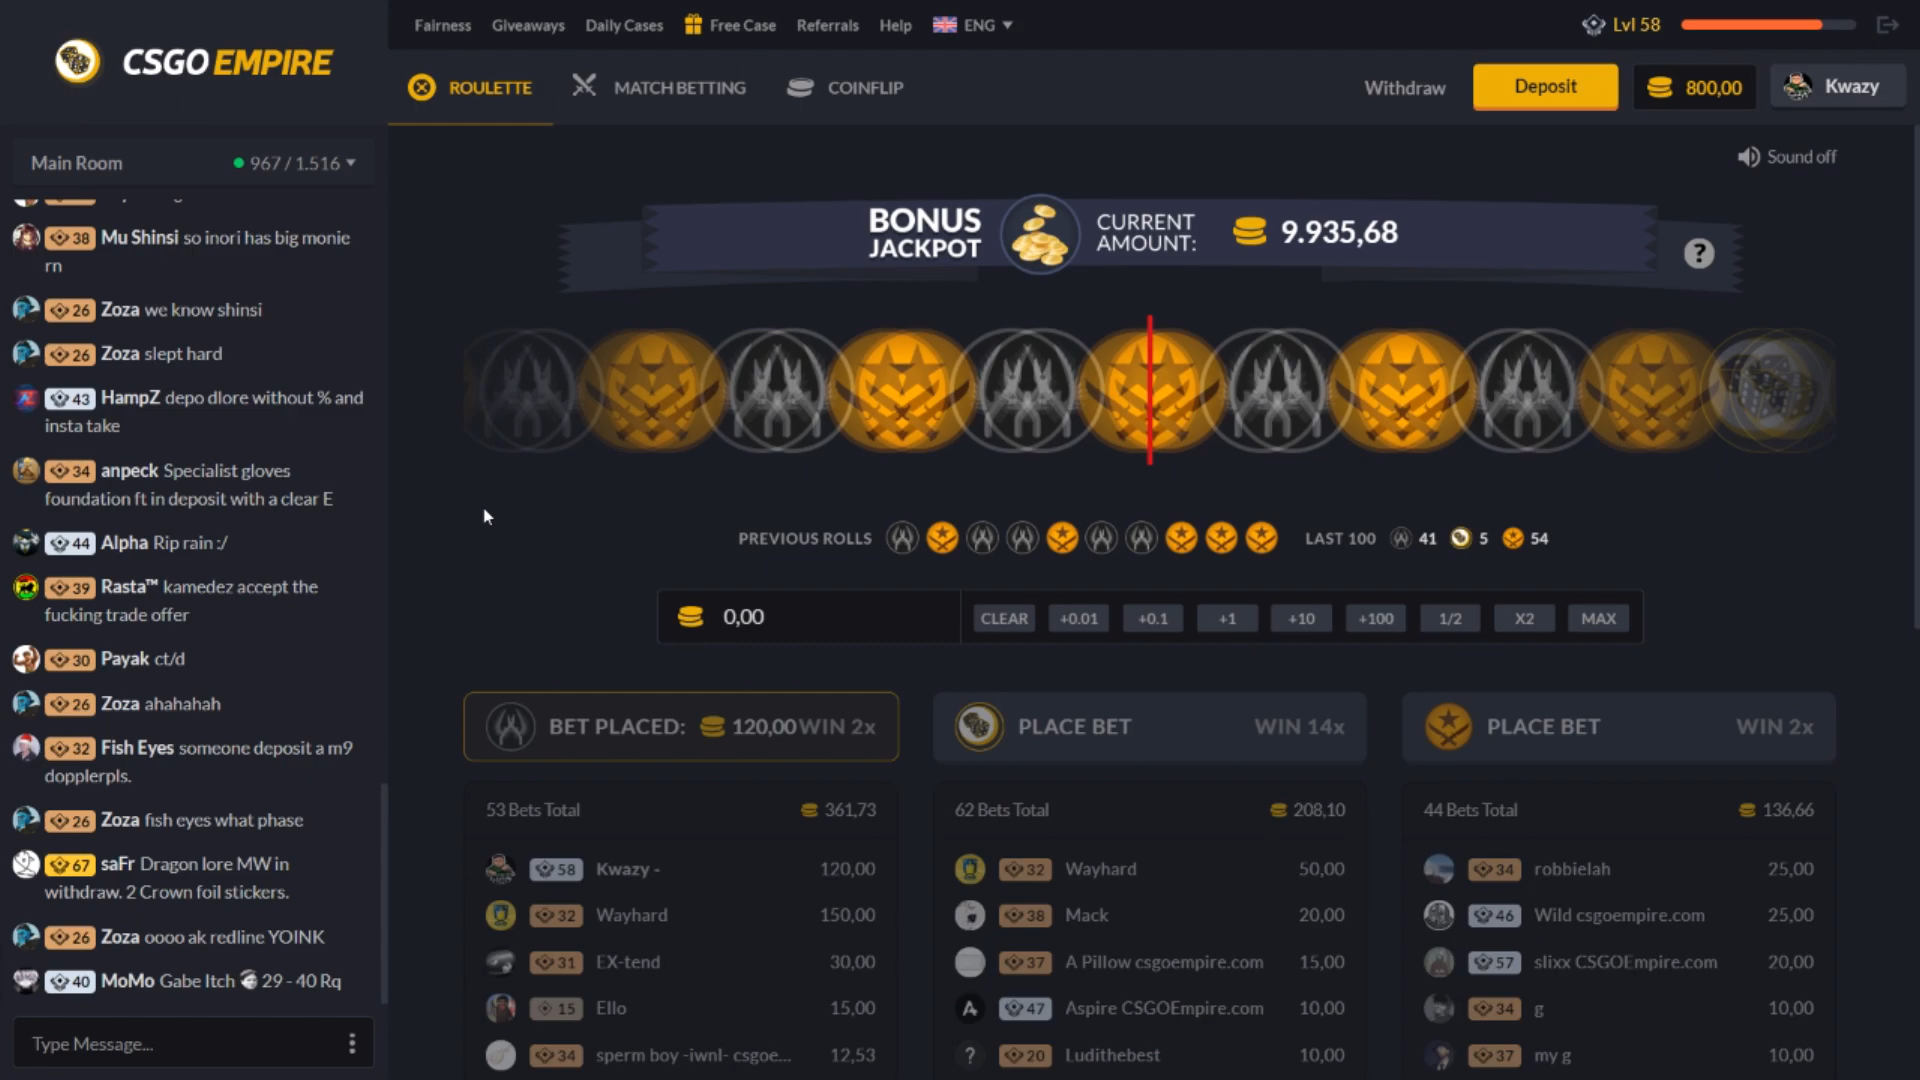 CSGOEMPIRE
Fairness Giveaways Daily Cases Free Case Referrals Help ENG
Lvl 58
ROULETTE MATCH BETTING COINFLIP
Withdraw Deposit 800,00 Kwazy
Main Room 967 / 1.516
38 Mu Shinsi so inori has big monie
rn
26 Zoza we know shinsi
26 Zoza slept hard
43 HampZ depo dlore without % and
insta take
34 anpeck Specialist gloves
foundation ft in deposit with a clear E
44 Alpha Rip rain :/
39 Rasta™ kamedez accept the
fucking trade offer
30 Payak ct/d
26 Zoza ahahahah
32 Fish Eyes someone deposit a m9
dopplerpls.
26 Zoza fish eyes what phase
67 saFr Dragon lore MW in
withdraw. 2 Crown foil stickers.
26 Zoza oooo ak redline YOINK
40 MoMo Gabe Itch 29 - 40 Rq
Type Message...
Sound off
BONUS
JACKPOT
CURRENT
AMOUNT:
9.935,68
?
PREVIOUS ROLLS
LAST 100 41 5 54
0,00
CLEAR +0.01 +0.1 +1 +10 +100 1/2 X2 MAX
BET PLACED: 120,00 WIN 2x
53 Bets Total 361,73
58 Kwazy - 120,00
32 Wayhard 150,00
31 EX-tend 30,00
15 Ello 15,00
34 sperm boy -iwnl- csgoe... 12,53
PLACE BET WIN 14x
62 Bets Total 208,10
32 Wayhard 50,00
38 Mack 20,00
37 A Pillow csgoempire.com 15,00
A 47 Aspire CSGOEmpire.com 10,00
? 20 Ludithebest 10,00
PLACE BET WIN 2x
44 Bets Total 136,66
34 robbielah 25,00
46 Wild csgoempire.com 25,00
57 slixx CSGOEmpire.com 20,00
34 g 10,00
37 my g 10,00